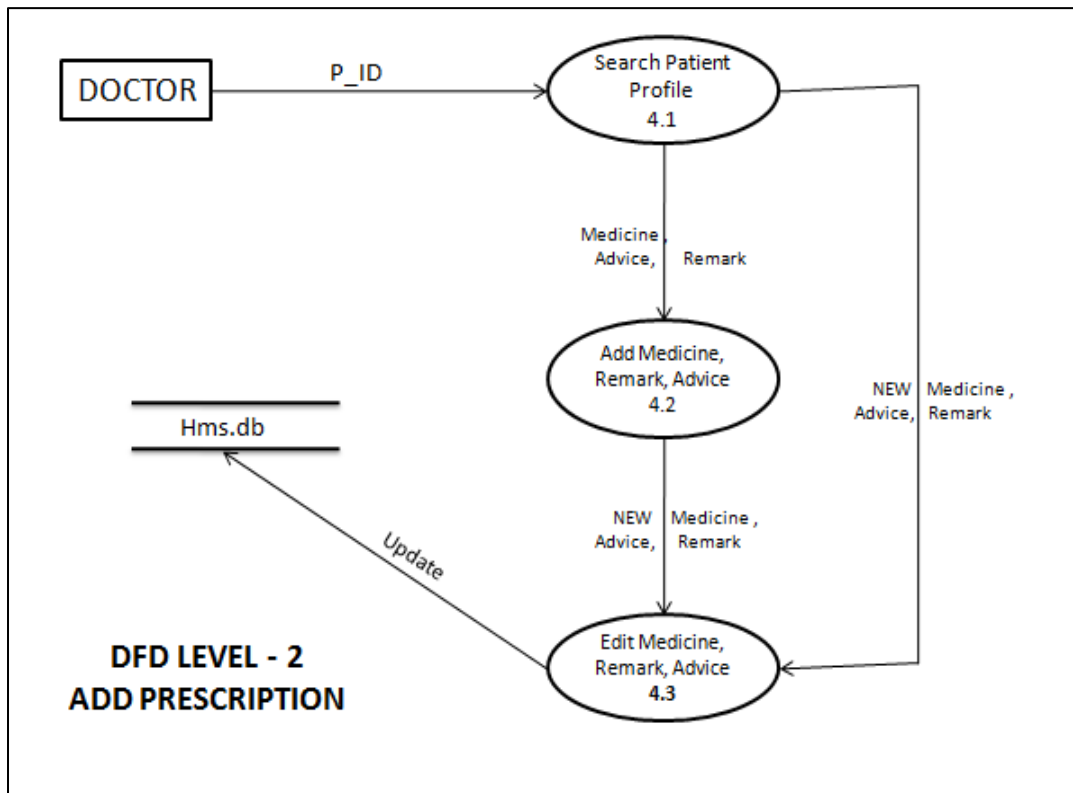 DOCTOR
P_ID
Search Patient
Profile
4.1
Medicine ,
Advice, Remark
Add Medicine,
Remark, Advice
4.2
NEW Medicine ,
Advice, Remark
Hms.db
NEW Medicine ,
Advice, Remark
Update
Edit Medicine,
Remark, Advice
4.3
DFD LEVEL - 2
ADD PRESCRIPTION